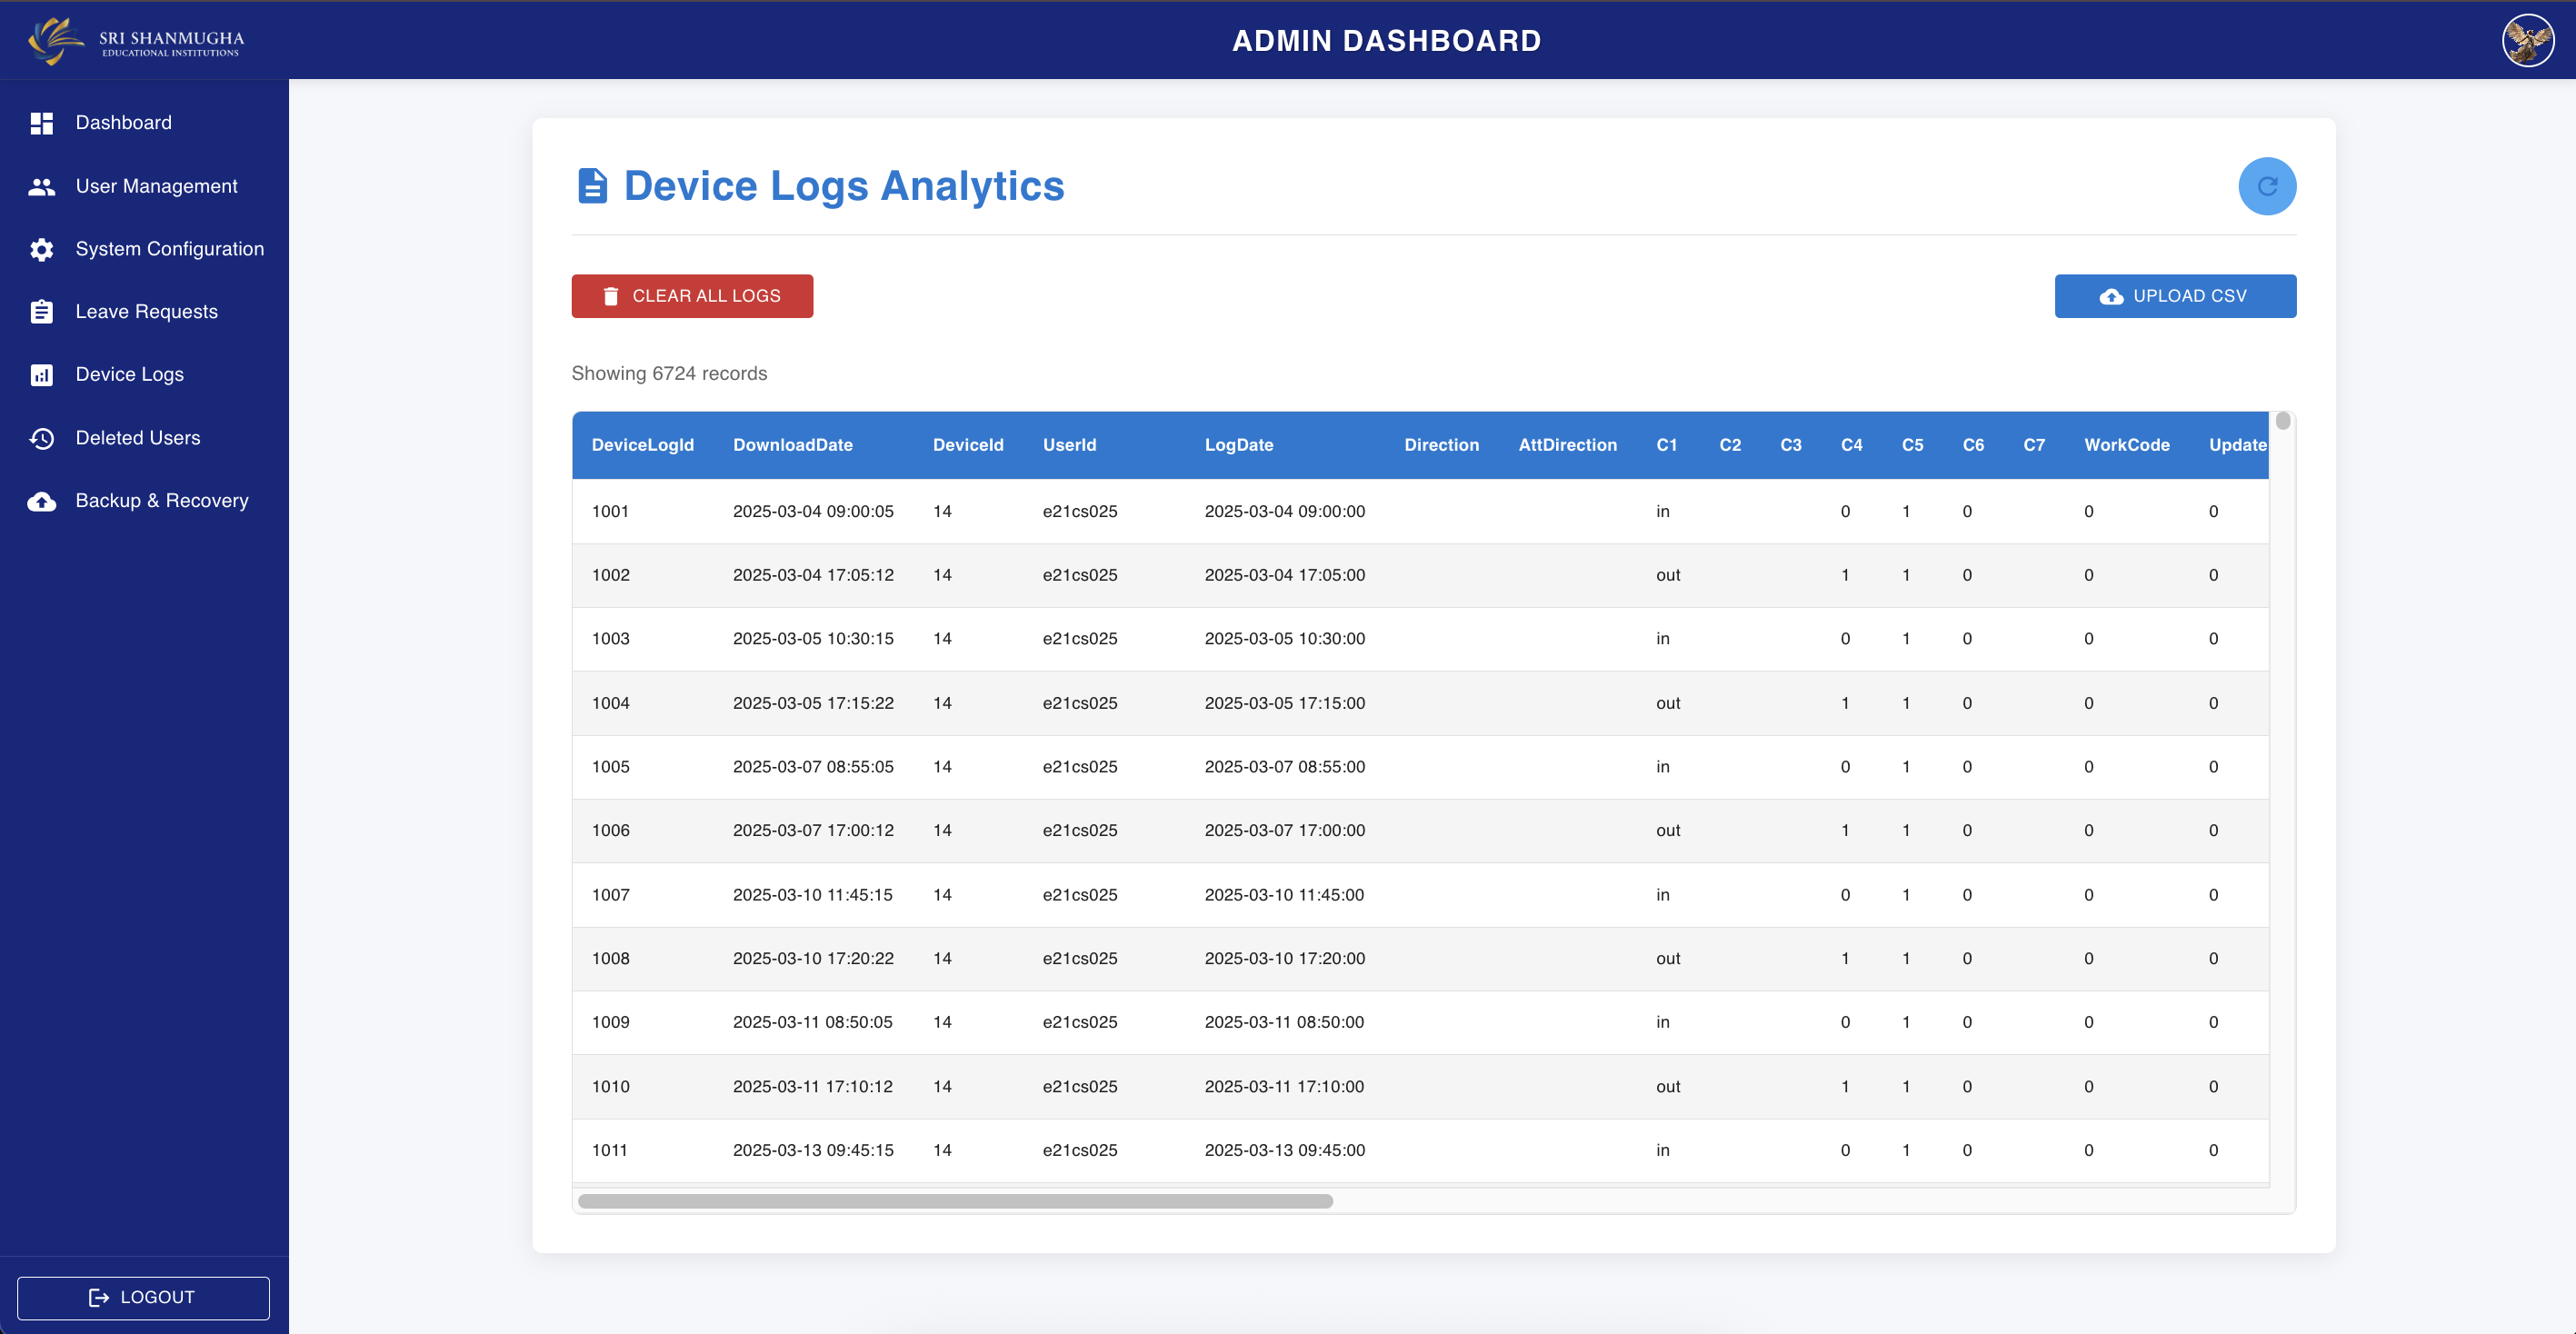 SRI SHANMUGHA
EDUCATIONAL INSTITUTIONS
ADMIN DASHBOARD
Dashboard
User Management
System Configuration
Leave Requests
Device Logs
Deleted Users
Backup & Recovery
LOGOUT
Device Logs Analytics
CLEAR ALL LOGS
UPLOAD CSV
Showing 6724 records
DeviceLogId DownloadDate DeviceId UserId LogDate Direction AttDirection C1 C2 C3 C4 C5 C6 C7 WorkCode Update
1001 2025-03-04 09:00:05 14 e21cs025 2025-03-04 09:00:00 in 0 1 0 0 0
1002 2025-03-04 17:05:12 14 e21cs025 2025-03-04 17:05:00 out 1 1 0 0 0
1003 2025-03-05 10:30:15 14 e21cs025 2025-03-05 10:30:00 in 0 1 0 0 0
1004 2025-03-05 17:15:22 14 e21cs025 2025-03-05 17:15:00 out 1 1 0 0 0
1005 2025-03-07 08:55:05 14 e21cs025 2025-03-07 08:55:00 in 0 1 0 0 0
1006 2025-03-07 17:00:12 14 e21cs025 2025-03-07 17:00:00 out 1 1 0 0 0
1007 2025-03-10 11:45:15 14 e21cs025 2025-03-10 11:45:00 in 0 1 0 0 0
1008 2025-03-10 17:20:22 14 e21cs025 2025-03-10 17:20:00 out 1 1 0 0 0
1009 2025-03-11 08:50:05 14 e21cs025 2025-03-11 08:50:00 in 0 1 0 0 0
1010 2025-03-11 17:10:12 14 e21cs025 2025-03-11 17:10:00 out 1 1 0 0 0
1011 2025-03-13 09:45:15 14 e21cs025 2025-03-13 09:45:00 in 0 1 0 0 0